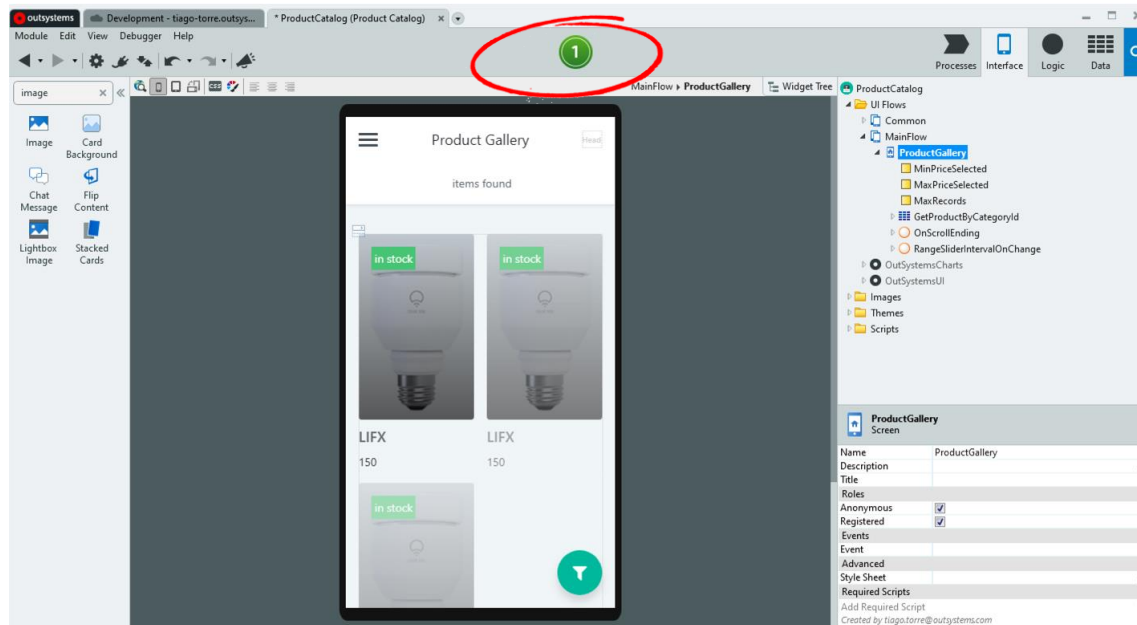 outsystems
Development - tiago-torre.outsys...
* ProductCatalog (Product Catalog)
Module Edit View Debugger Help
1
Processes Interface Logic Data
image
MainFlow ▸ ProductGallery
Widget Tree
Image
Card Background
Chat Message
Flip Content
Lightbox Image
Stacked Cards
CSS
Product Gallery
Head
items found
in stock
in stock
LIFX
LIFX
150
150
in stock
ProductCatalog
UI Flows
Common
MainFlow
ProductGallery
MinPriceSelected
MaxPriceSelected
MaxRecords
GetProductByCategoryId
OnScrollEnding
RangeSliderIntervalOnChange
OutSystemsCharts
OutSystemsUI
Images
Themes
Scripts
ProductGallery
Screen
Name ProductGallery
Description
Title
Roles
Anonymous
Registered
Events
Event
Advanced
Style Sheet
Required Scripts
Add Required Script
Created by tiago.torre@outsystems.com